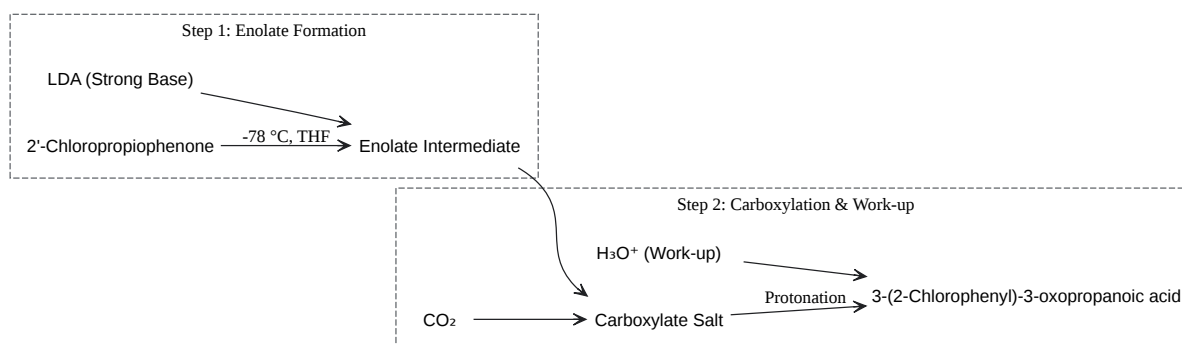 Step 1: Enolate Formation
LDA (Strong Base)
2'-Chloropropiophenone
-78 °C, THF
Enolate Intermediate
Step 2: Carboxylation & Work-up
H₃O⁺ (Work-up)
Protonation
3-(2-Chlorophenyl)-3-oxopropanoic acid
CO₂
Carboxylate Salt